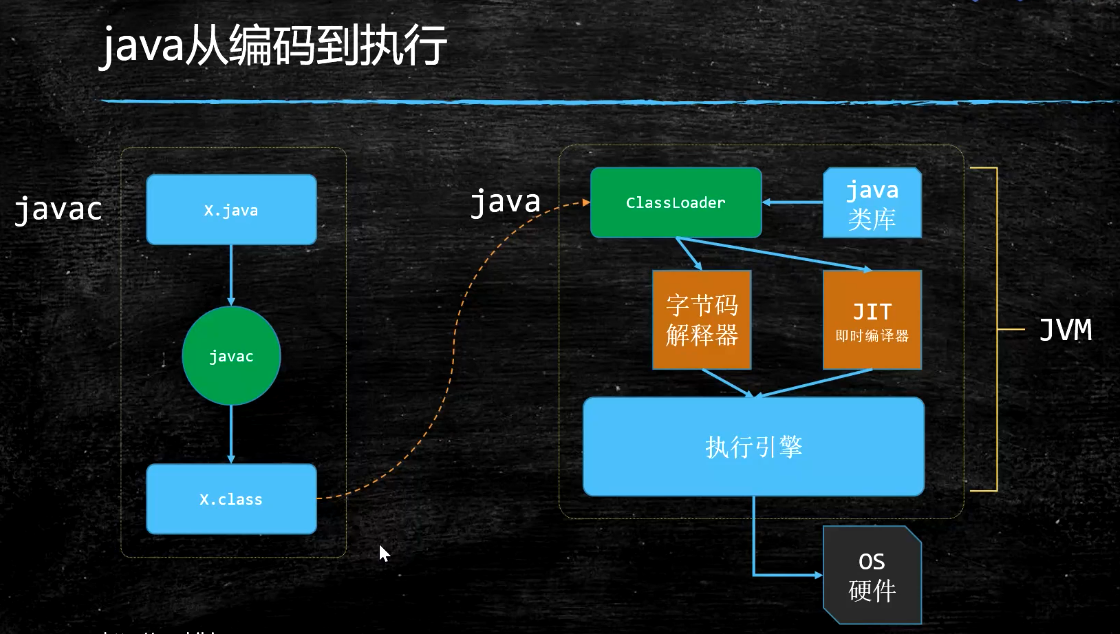 java从编码到执行
javac
X.java
javac
X.class
java
ClassLoader
java
类库
字节码
解释器
JIT
即时编译器
执行引擎
JVM
OS
硬件